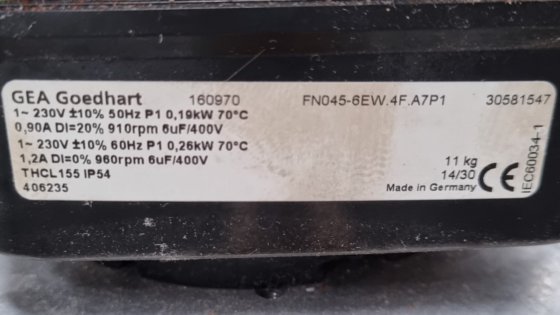 GEA Goedhart 160970 FN045-6EW.4F.A7P1 30581547
1~ 230V ±10% 50Hz P1 0,19kW 70°C
0,90A DI=20% 910rpm 6uF/400V
1~ 230V ±10% 60Hz P1 0,26kW 70°C
1,2A DI=0% 960rpm 6uF/400V
THCL155 IP54
406235
11 kg
14/30
Made in Germany
CE
IEC60034-1